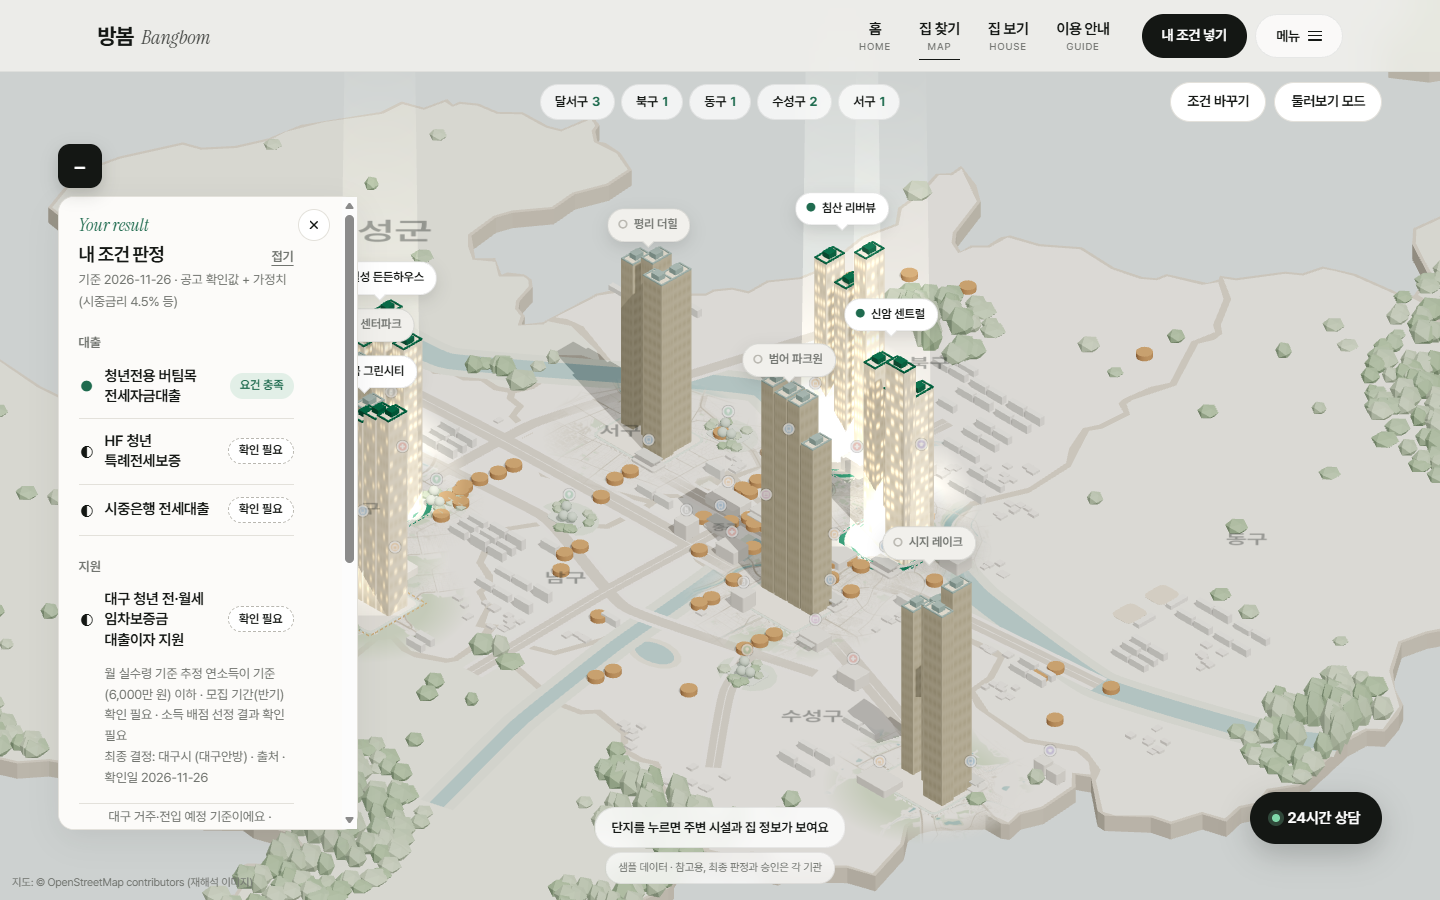 방봄 Bangbom
홈
HOME
집 찾기
MAP
집 보기
HOUSE
이용 안내
GUIDE
내 조건 넣기
메뉴
달서구 3
북구 1
동구 1
수성구 2
서구 1
조건 바꾸기
둘러보기 모드
–
Your result
✕
내 조건 판정
접기
기준 2026-11-26 · 공고 확인값 + 가정치
(시중금리 4.5% 등)
대출
청년전용 버팀목
전세자금대출
요건 충족
HF 청년
특례전세보증
확인 필요
시중은행 전세대출
확인 필요
지원
대구 청년 전·월세
임차보증금
대출이자 지원
확인 필요
월 실수령 기준 추정 연소득이 기준
(6,000만 원) 이하 · 모집 기간(반기)
확인 필요 · 소득 배점 선정 결과 확인
필요
최종 결정: 대구시 (대구안방) · 출처 ·
확인일 2026-11-26
대구 거주·전입 예정 기준이에요 ·
성군
평리 더힐
침산 리버뷰
성 든든하우스
센터파크
그린시티
신암 센트럴
범어 파크원
북구
서구
시지 레이크
동구
남구
수성구
단지를 누르면 주변 시설과 집 정보가 보여요
샘플 데이터 · 참고용, 최종 판정과 승인은 각 기관
24시간 상담
지도: © OpenStreetMap contributors (재해석 이미지)